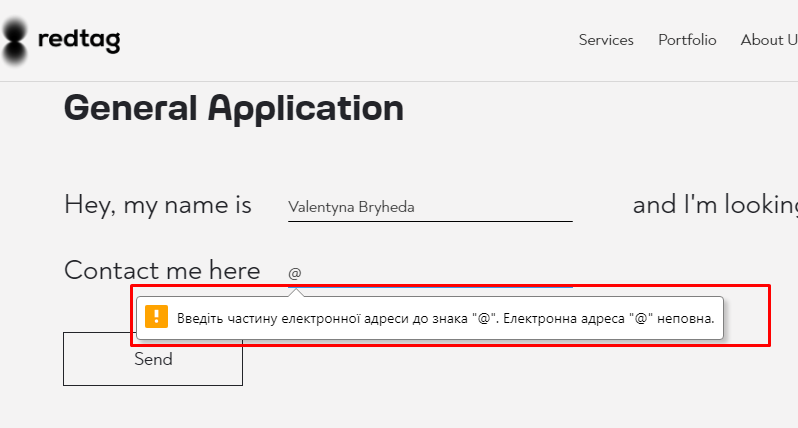 redtag
Services Portfolio About U
General Application
Hey, my name is Valentyna Bryheda and I'm looking
Contact me here @
Введіть частину електронної адреси до знака "@". Електронна адреса "@" неповна.
Send